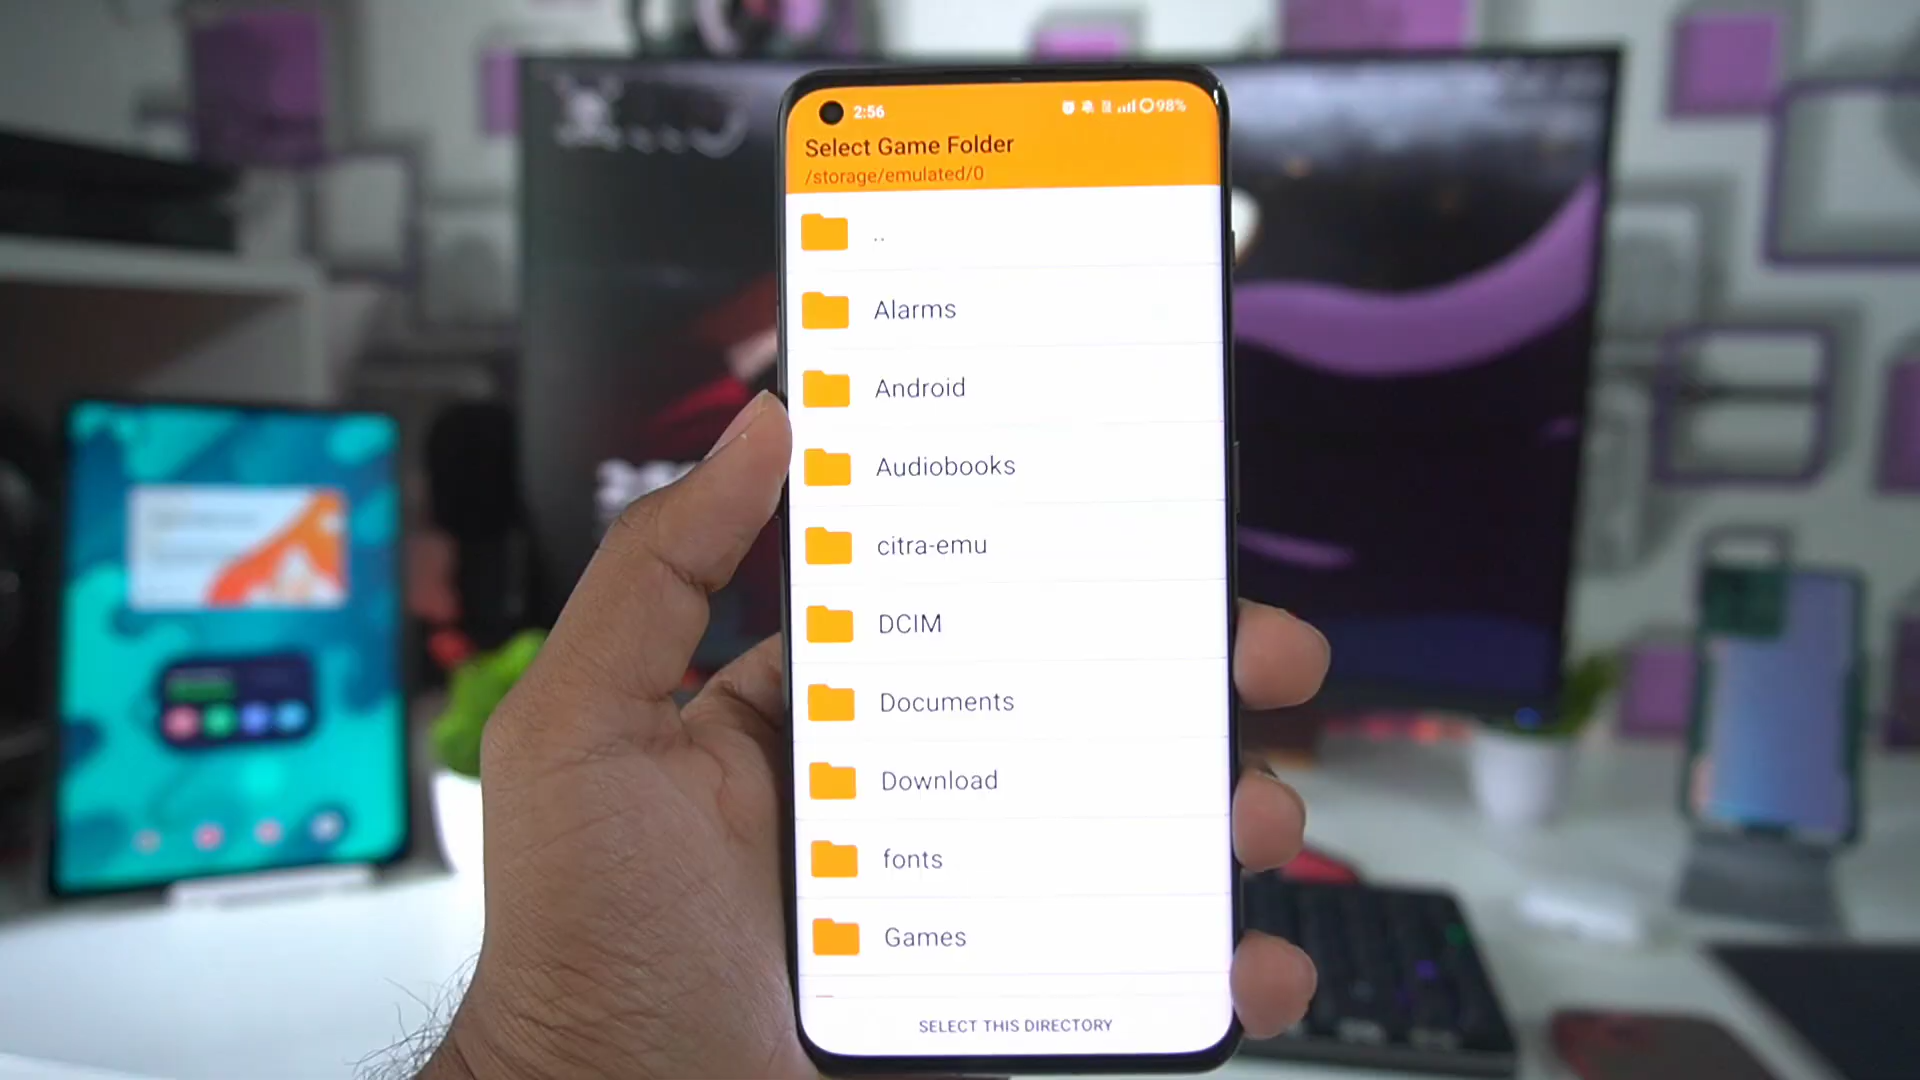 2:56
98%
Select Game Folder
/storage/emulated/0
..
Alarms
Android
Audiobooks
citra-emu
DCIM
Documents
Download
fonts
Games
SELECT THIS DIRECTORY